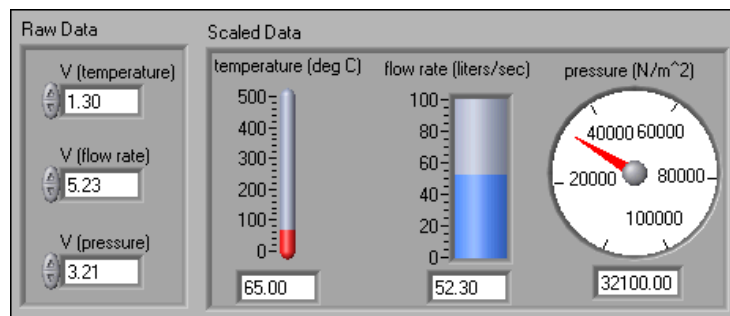 Raw Data
V (temperature)
1.30
V (flow rate)
5.23
V (pressure)
3.21
Scaled Data
temperature (deg C)
500
400
300
200
100
0
65.00
flow rate (liters/sec)
100
80
60
40
20
0
52.30
pressure (N/m^2)
40000 60000
20000 80000
100000
32100.00